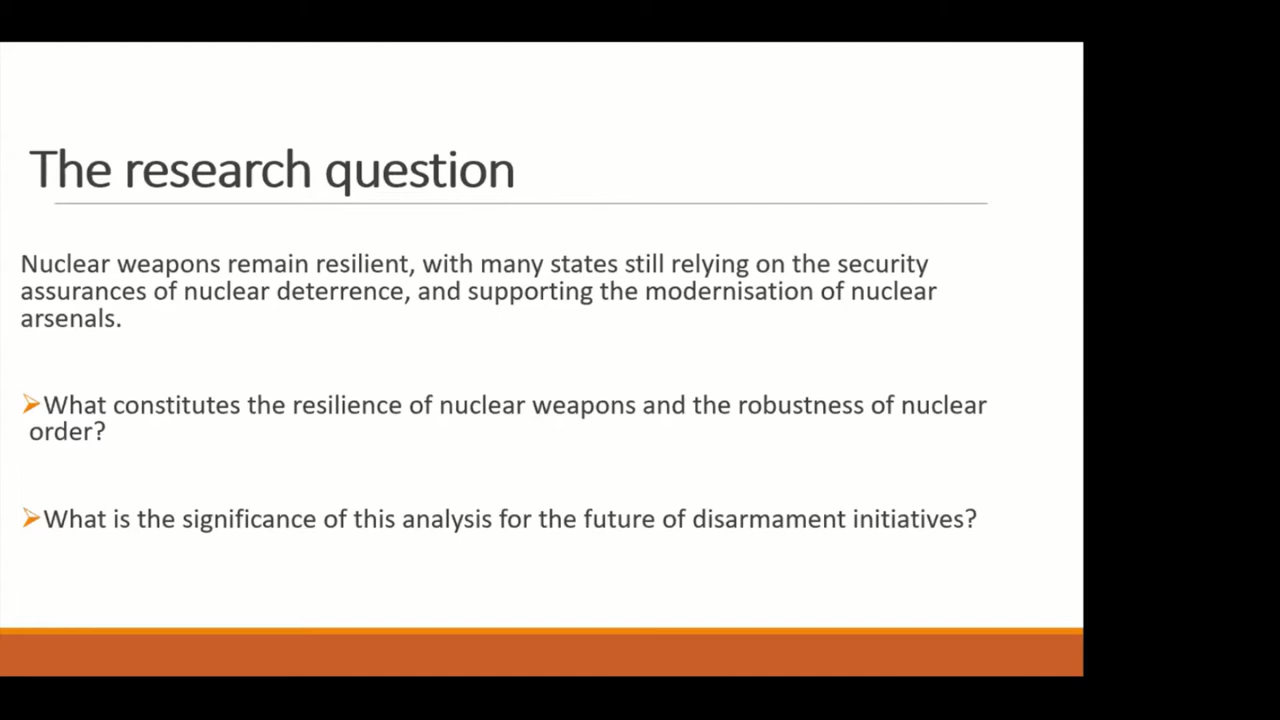 The research question
Nuclear weapons remain resilient, with many states still relying on the security
assurances of nuclear deterrence, and supporting the modernisation of nuclear
arsenals.
What constitutes the resilience of nuclear weapons and the robustness of nuclear
order?
What is the significance of this analysis for the future of disarmament initiatives?